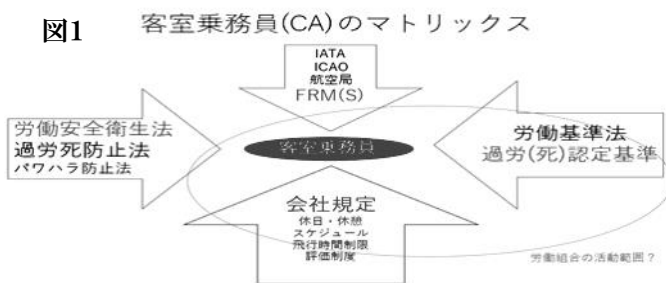 図1
客室乗務員(CA)のマトリックス
IATA
ICAO
航空局
FRM(S)
労働安全衛生法
過労死防止法
パワハラ防止法
客室乗務員
労働基準法
過労(死)認定基準
会社規定
休日・休憩
スケジュール
飛行時間制限
評価制度
労働組合の活動範囲?